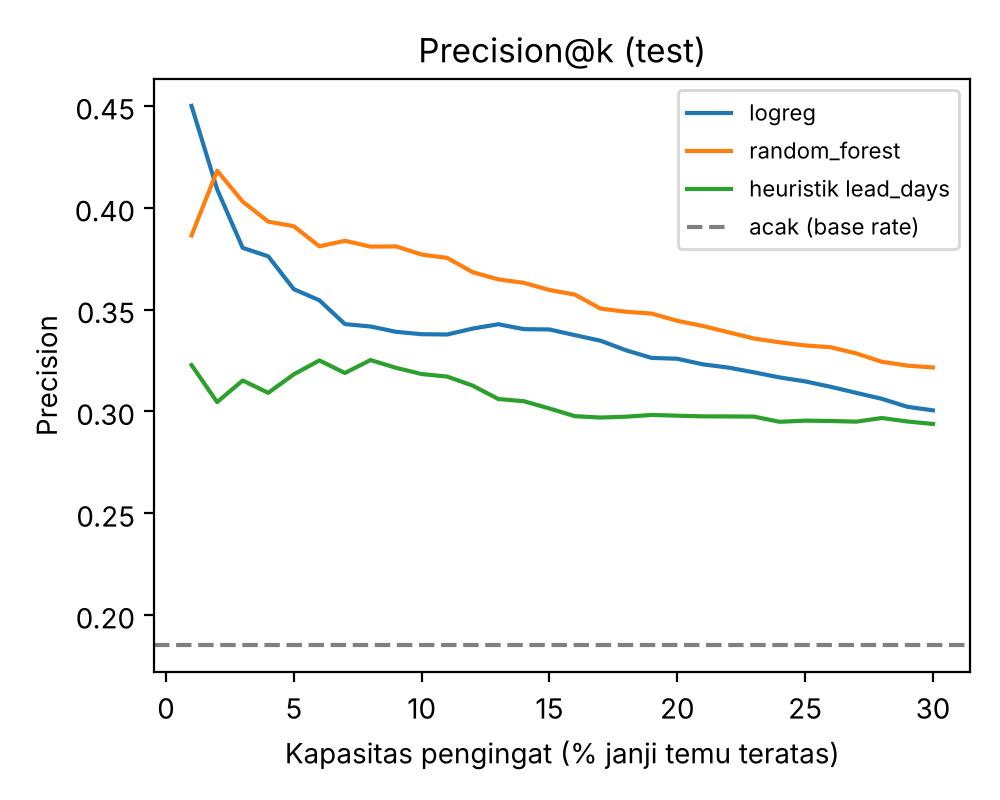 Precision@k (test)
logreg
random_forest
heuristik lead_days
acak (base rate)
Precision
0.45
0.40
0.35
0.30
0.25
0.20
0
5
10
15
20
25
30
Kapasitas pengingat (% janji temu teratas)